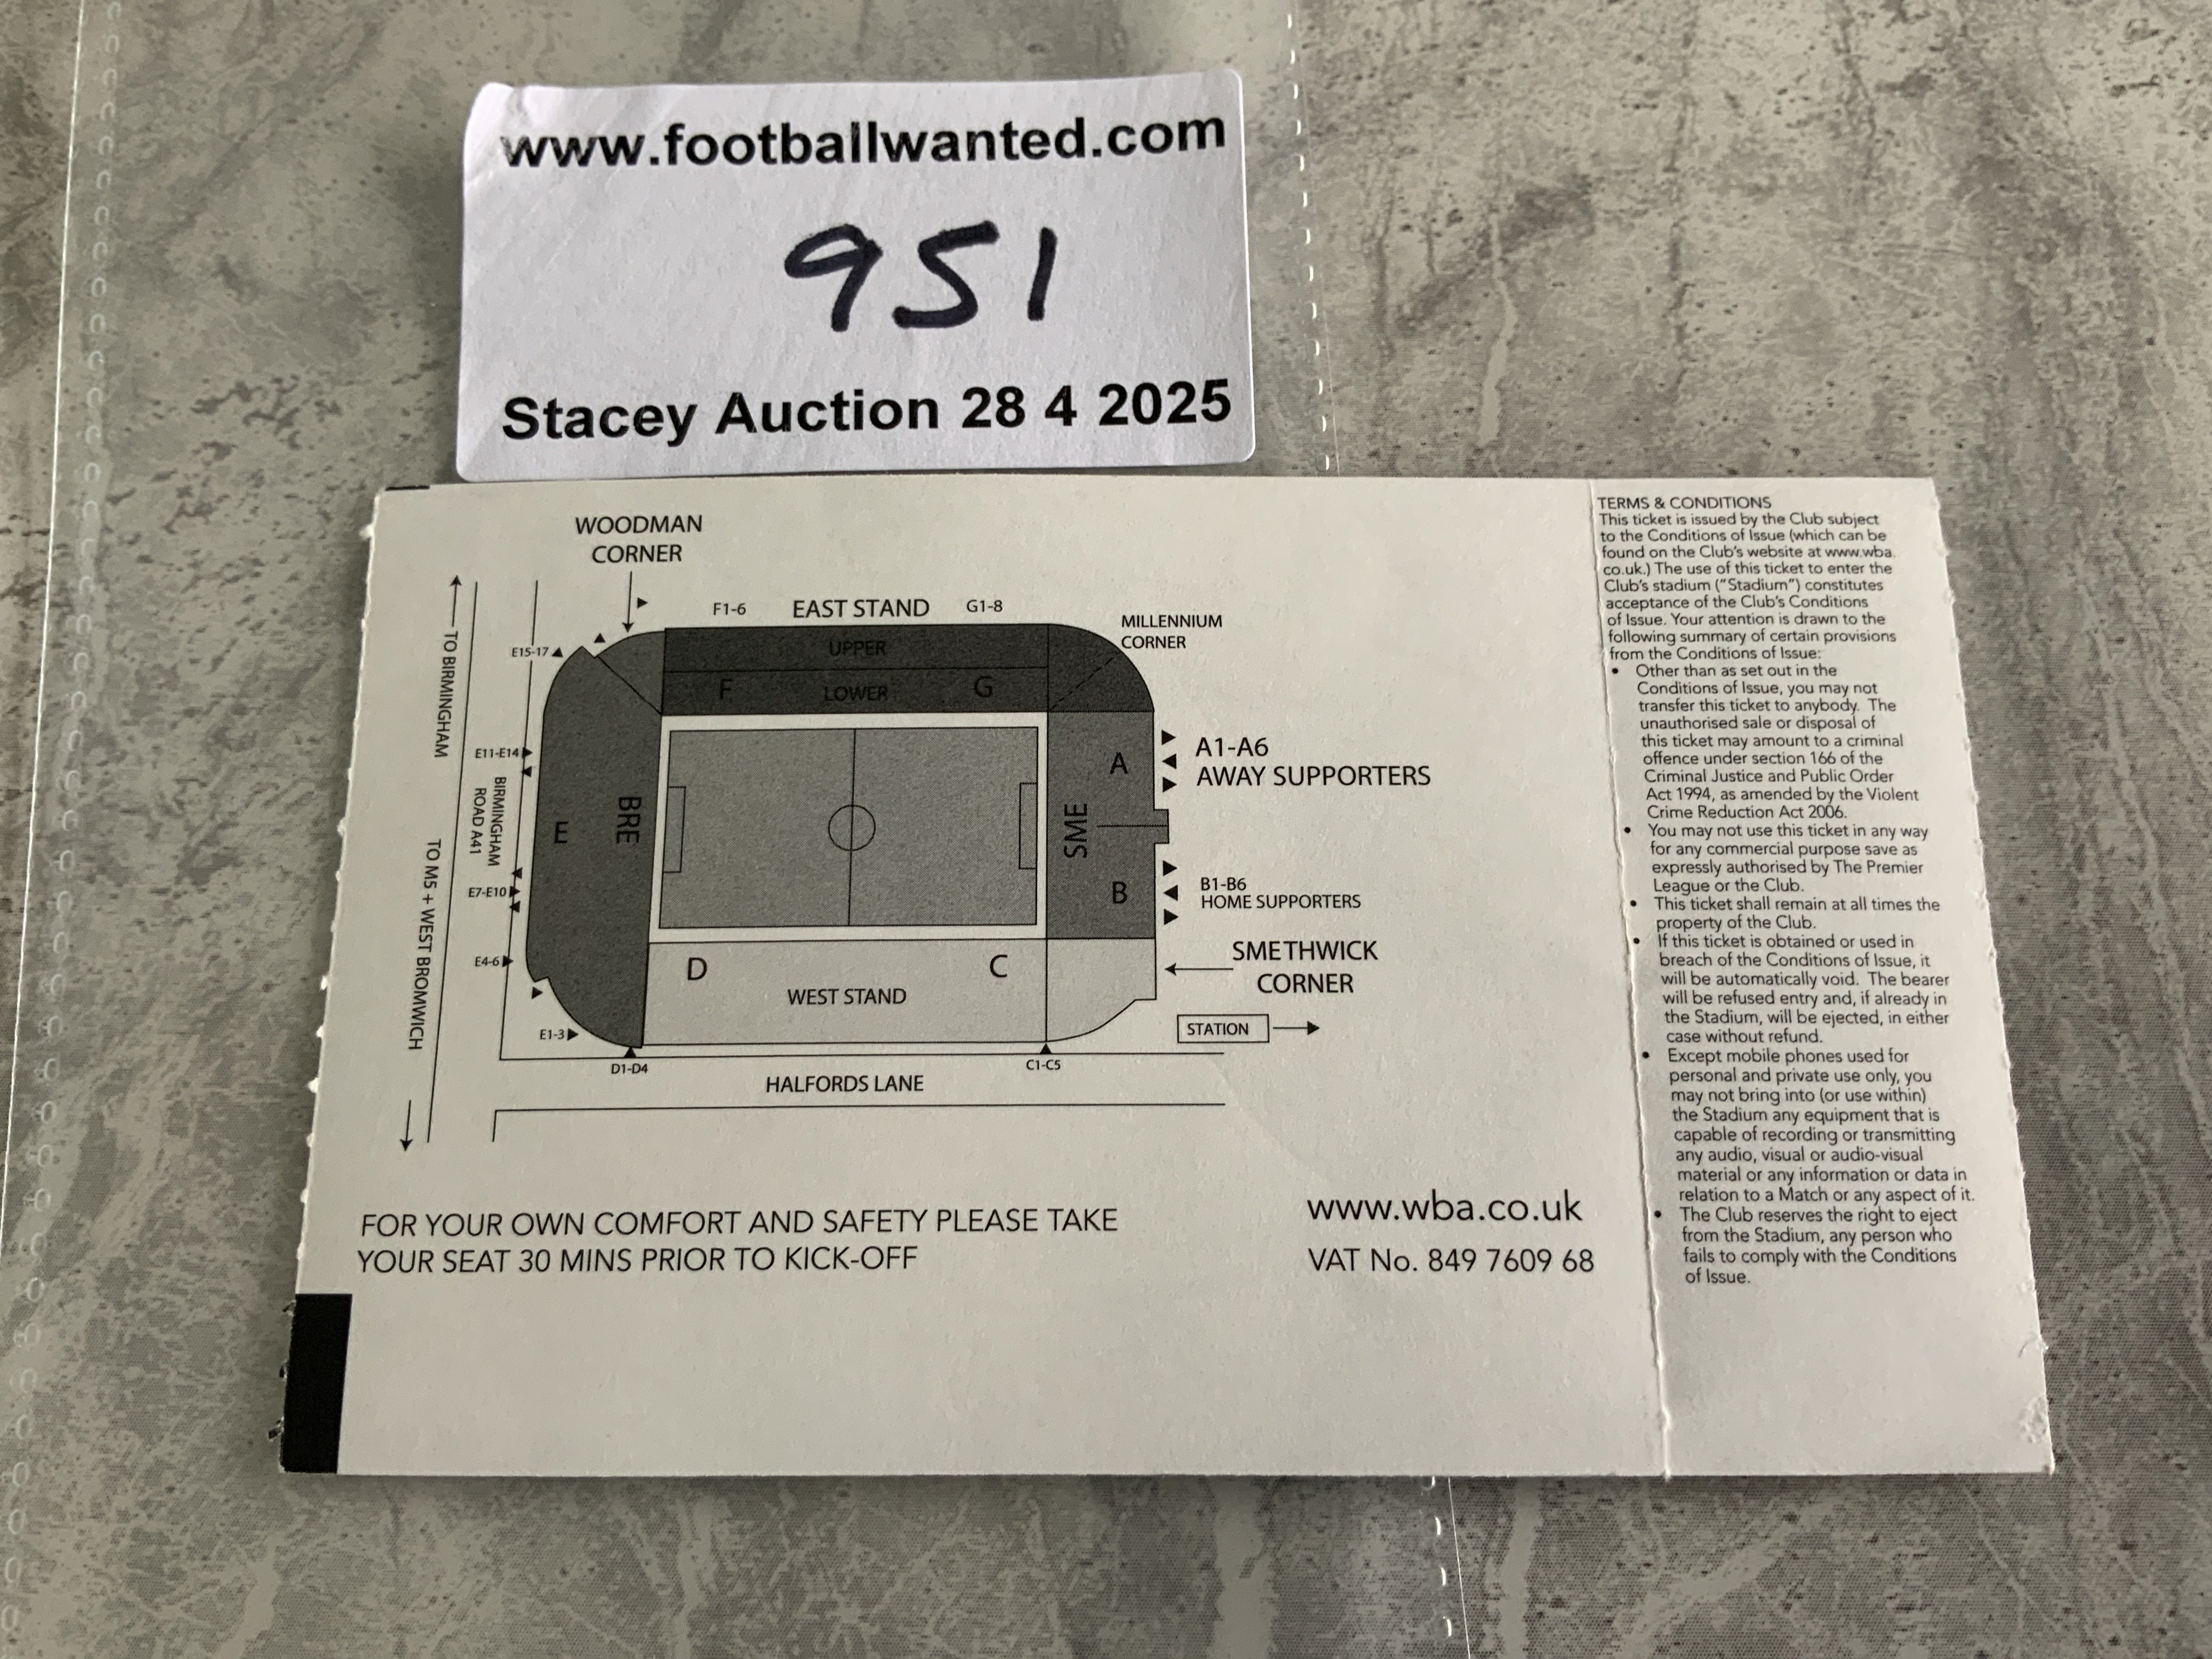 www.footballwanted.com
951
Stacey Auction 28 4 2025
WOODMAN
CORNER
F1-6
EAST STAND
G1-8
MILLENNIUM
CORNER
E15-17
UPPER
F
LOWER
G
TO BIRMINGHAM
E11-E14
BIRMINGHAM
ROAD A41
E
BRE
SME
A
A1-A6
AWAY SUPPORTERS
B
B1-B6
HOME SUPPORTERS
E7-E10
TO M5 + WEST BROMWICH
E4-6
D
C
WEST STAND
SMETHWICK
CORNER
STATION
E1-3
D1-D4
C1-C5
HALFORDS LANE
FOR YOUR OWN COMFORT AND SAFETY PLEASE TAKE
YOUR SEAT 30 MINS PRIOR TO KICK-OFF
www.wba.co.uk
VAT No. 849 7609 68
TERMS & CONDITIONS
This ticket is issued by the Club subject
to the Conditions of Issue (which can be
found on the Club's website at www.wba.
co.uk.) The use of this ticket to enter the
Club's stadium ("Stadium") constitutes
acceptance of the Club's Conditions
of Issue. Your attention is drawn to the
following summary of certain provisions
from the Conditions of Issue:
• Other than as set out in the
Conditions of Issue, you may not
transfer this ticket to anybody. The
unauthorised sale or disposal of
this ticket may amount to a criminal
offence under section 166 of the
Criminal Justice and Public Order
Act 1994, as amended by the Violent
Crime Reduction Act 2006.
• You may not use this ticket in any way
for any commercial purpose save as
expressly authorised by The Premier
League or the Club.
• This ticket shall remain at all times the
property of the Club.
• If this ticket is obtained or used in
breach of the Conditions of Issue, it
will be automatically void. The bearer
will be refused entry and, if already in
the Stadium, will be ejected, in either
case without refund.
• Except mobile phones used for
personal and private use only, you
may not bring into (or use within)
the Stadium any equipment that is
capable of recording or transmitting
any audio, visual or audio-visual
material or any information or data in
relation to a Match or any aspect of it.
• The Club reserves the right to eject
from the Stadium, any person who
fails to comply with the Conditions
of Issue.